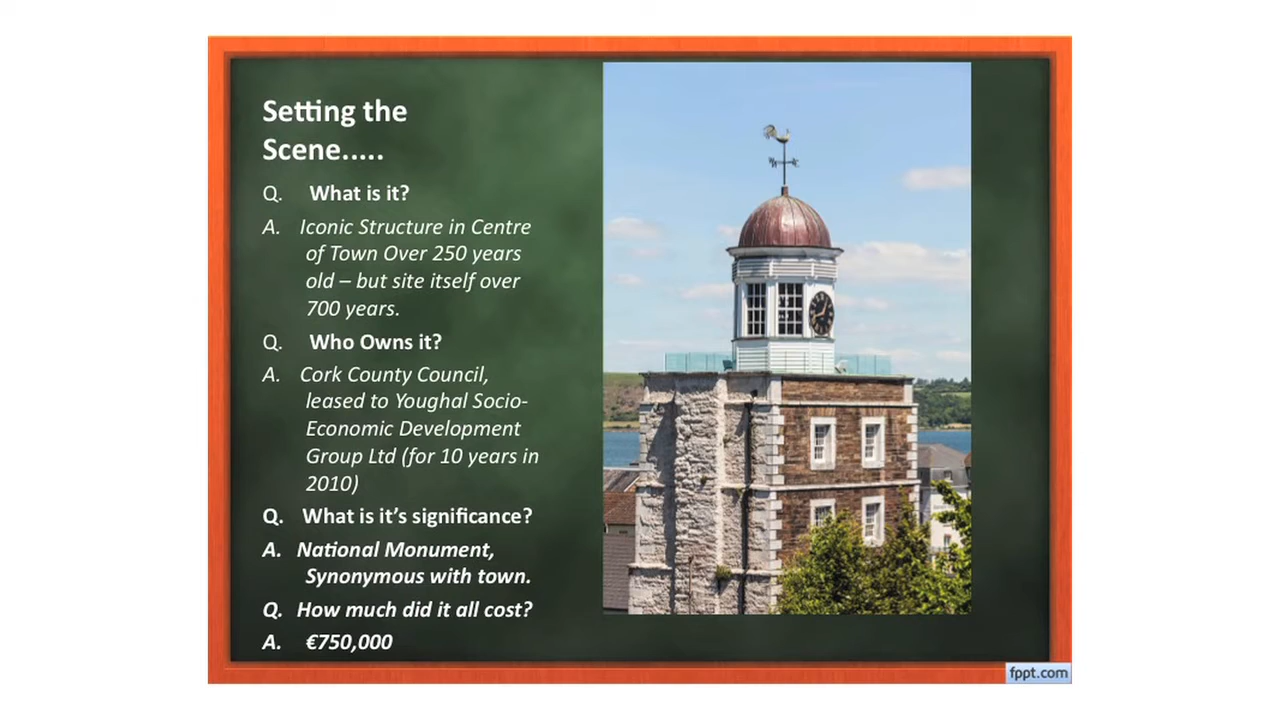 Setting the
Scene.....
Q. What is it?
A. Iconic Structure in Centre
of Town Over 250 years
old – but site itself over
700 years.
Q. Who Owns it?
A. Cork County Council,
leased to Youghal Socio-
Economic Development
Group Ltd (for 10 years in
2010)
Q. What is it’s significance?
A. National Monument,
Synonymous with town.
Q. How much did it all cost?
A. €750,000
fppt.com